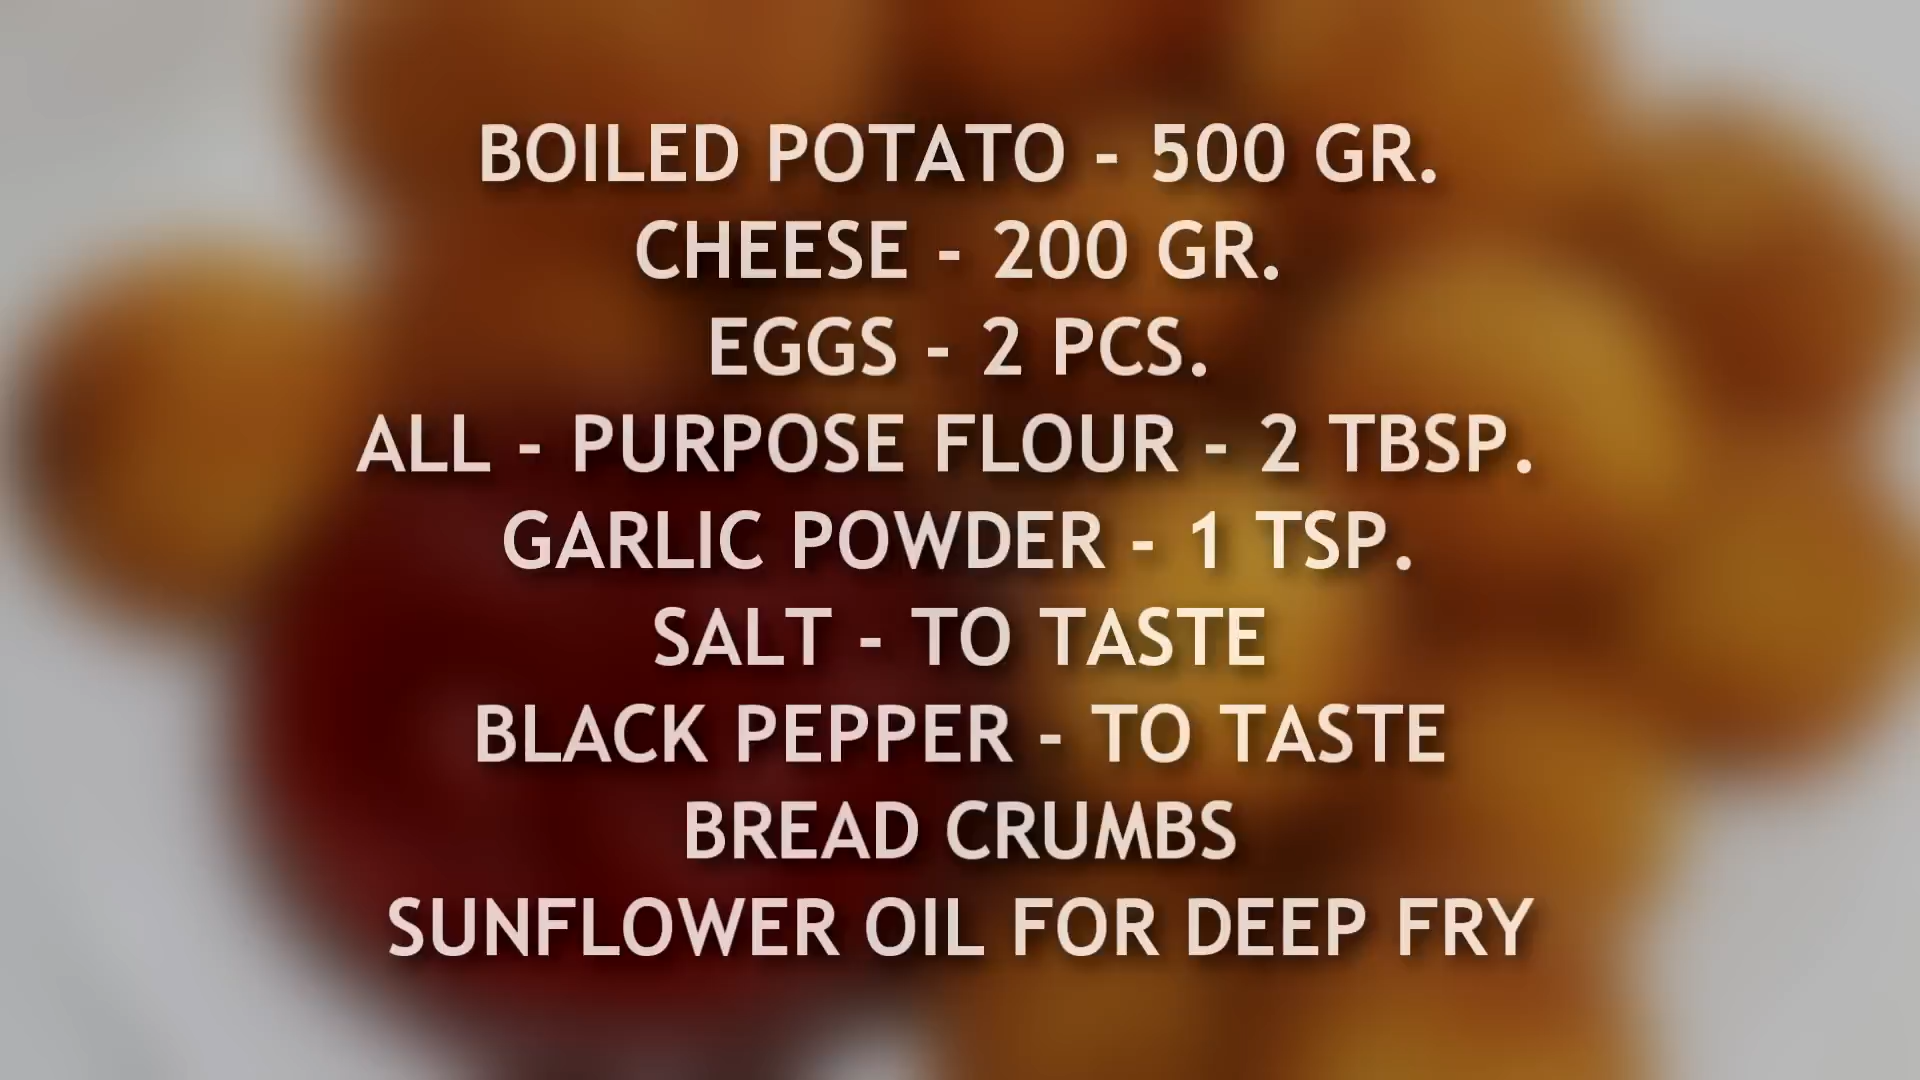 BOILED POTATO - 500 GR.
CHEESE - 200 GR.
EGGS - 2 PCS.
ALL - PURPOSE FLOUR - 2 TBSP.
GARLIC POWDER - 1 TSP.
SALT - TO TASTE
BLACK PEPPER - TO TASTE
BREAD CRUMBS
SUNFLOWER OIL FOR DEEP FRY